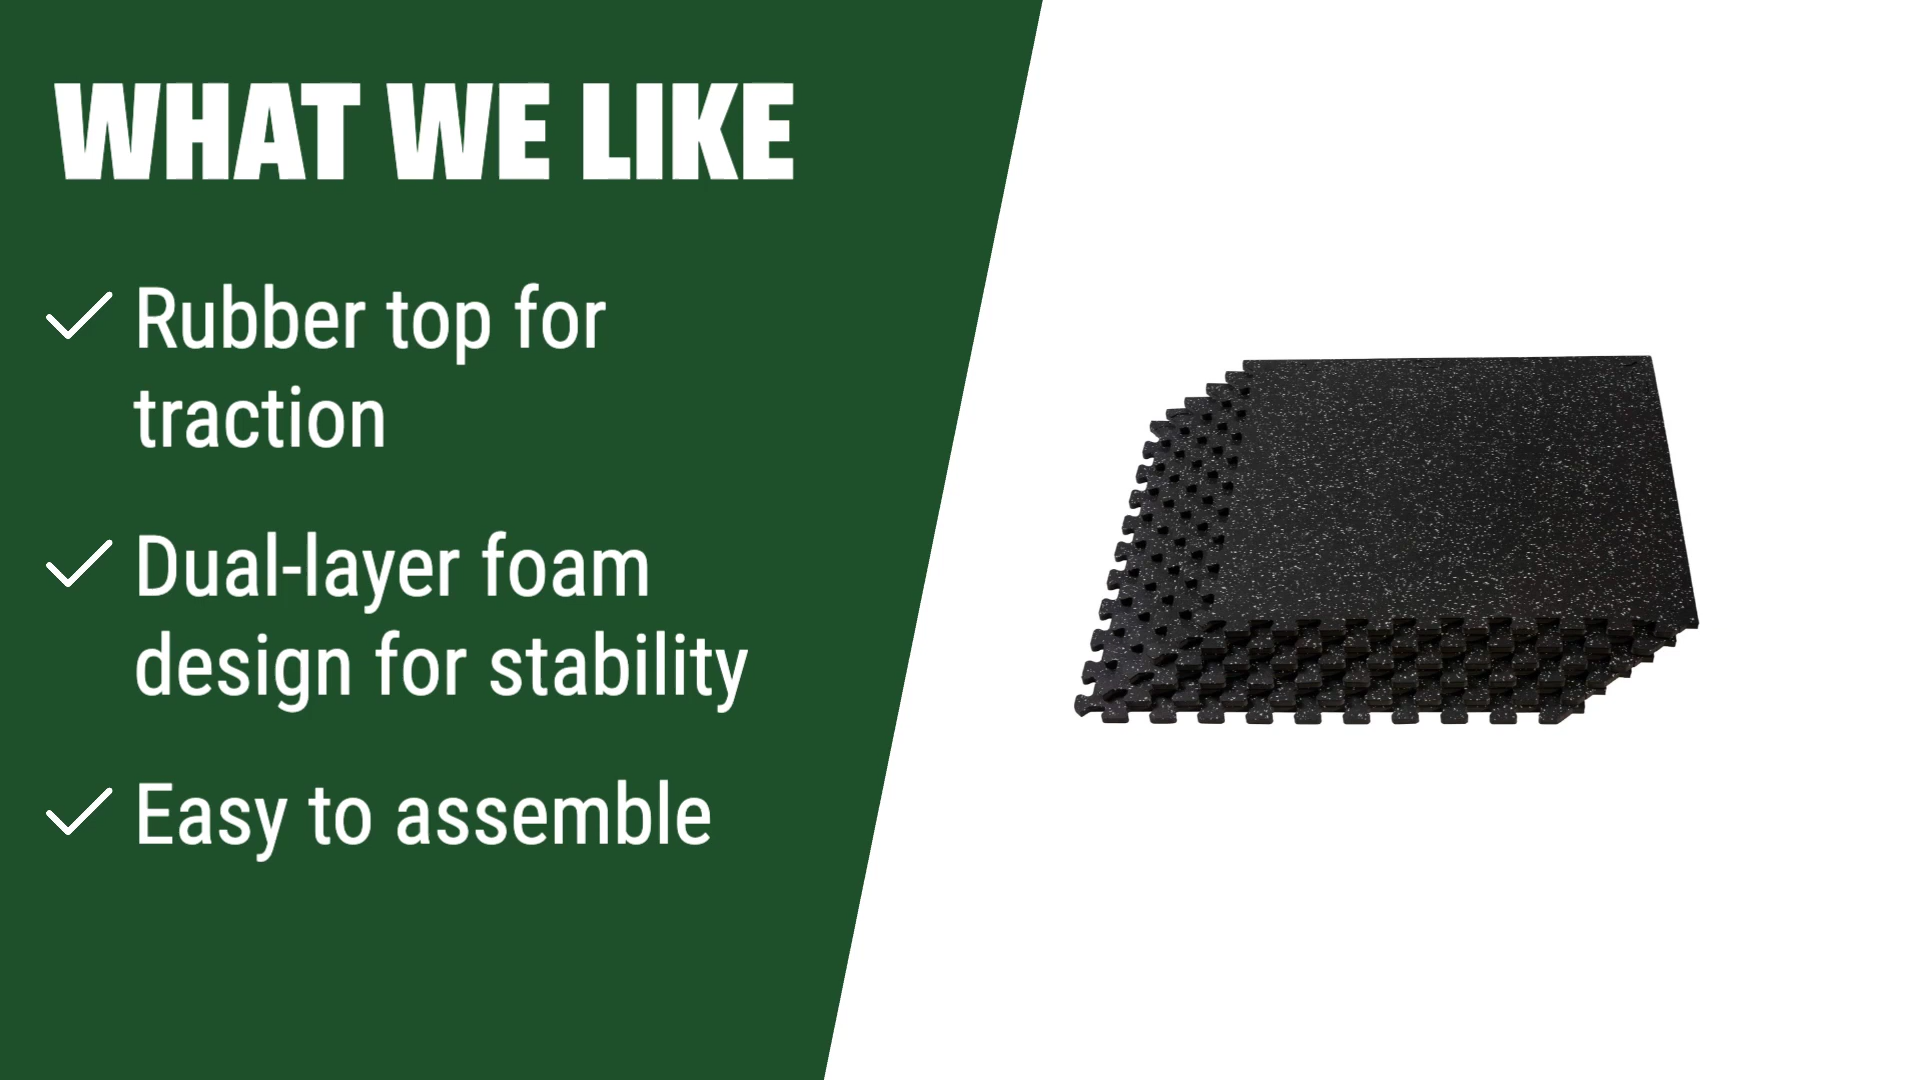 WHAT WE LIKE
Rubber top for
traction
Dual-layer foam
design for stability
Easy to assemble